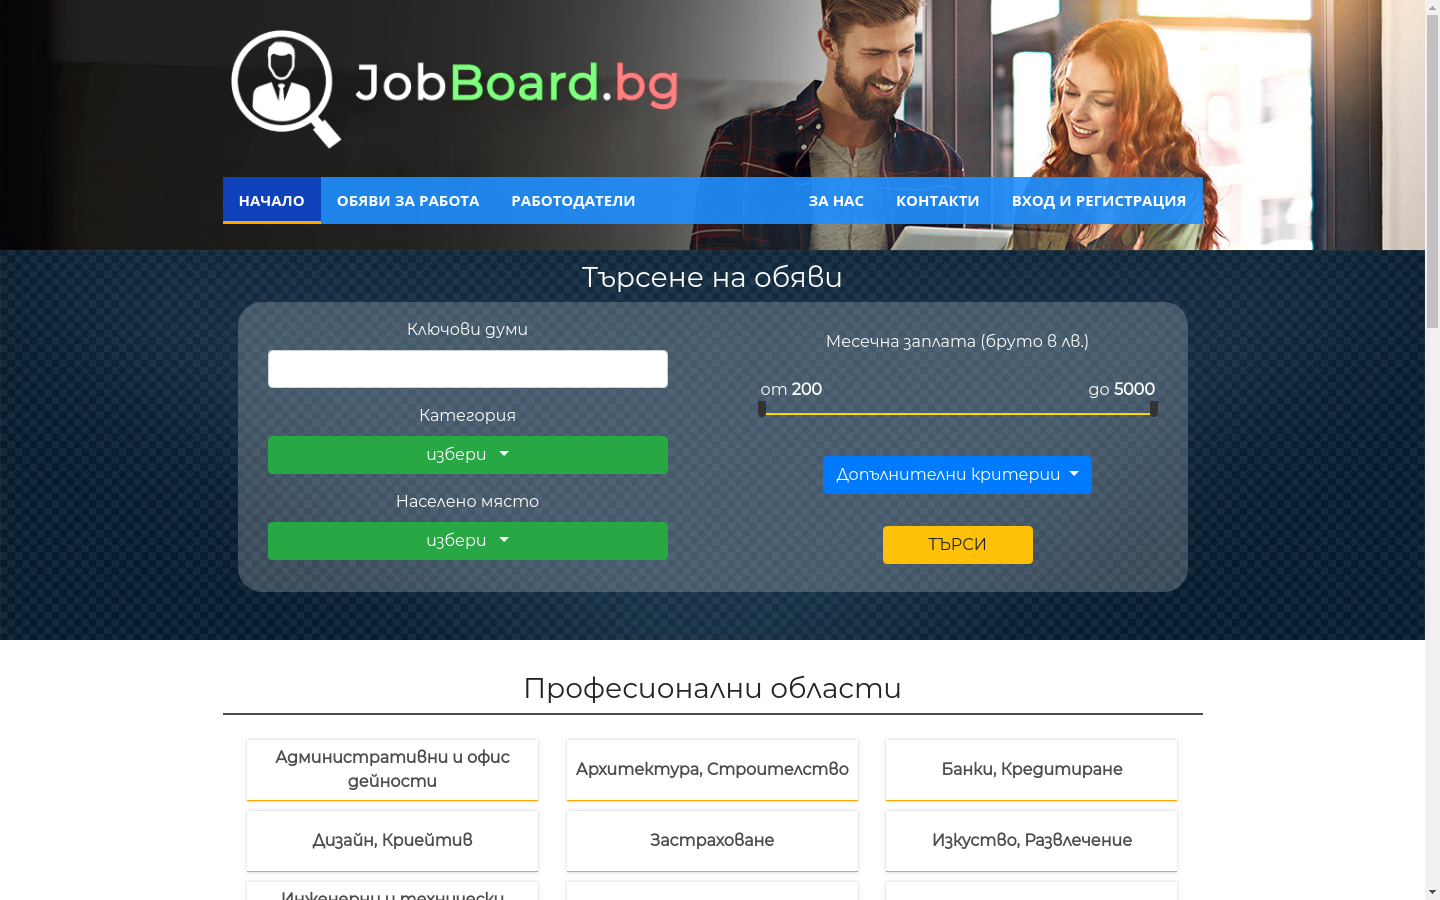 JobBoard.bg
НАЧАЛО ОБЯВИ ЗА РАБОТА РАБОТОДАТЕЛИ ЗА НАС КОНТАКТИ ВХОД И РЕГИСТРАЦИЯ
Търсене на обяви
Ключови думи
Категория
избери
Населено място
избери
Месечна заплата (бруто в лв.)
от 200 до 5000
Допълнителни критерии
ТЪРСИ
Професионални области
Административни и офис
дейности
Архитектура, Строителство
Банки, Кредитиране
Дизайн, Криейтив
Застраховане
Изкуство, Развлечение
Инженерни и технически